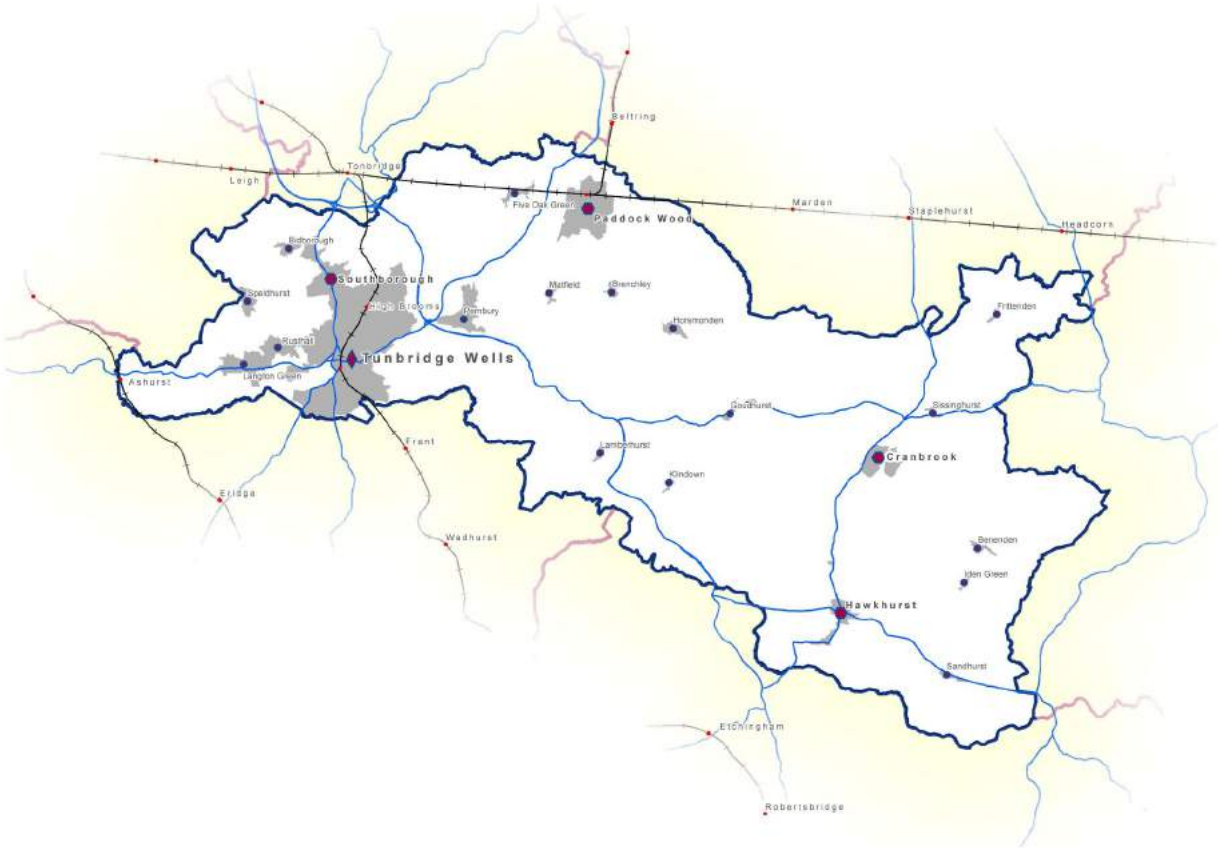 Beltring
Tonbridge
Leigh
Five Oak Green
Paddock Wood
Marden
Staplehurst
Headcorn
Bidborough
Southborough
Speldhurst
High Brooms
Pembury
Matfield
Brenchley
Horsmonden
Frittenden
Rusthall
Tunbridge Wells
Langton Green
Ashurst
Goudhurst
Sissinghurst
Frant
Lamberhurst
Cranbrook
Kilndown
Eridge
Wadhurst
Benenden
Iden Green
Hawkhurst
Sandhurst
Etchingham
Robertsbridge